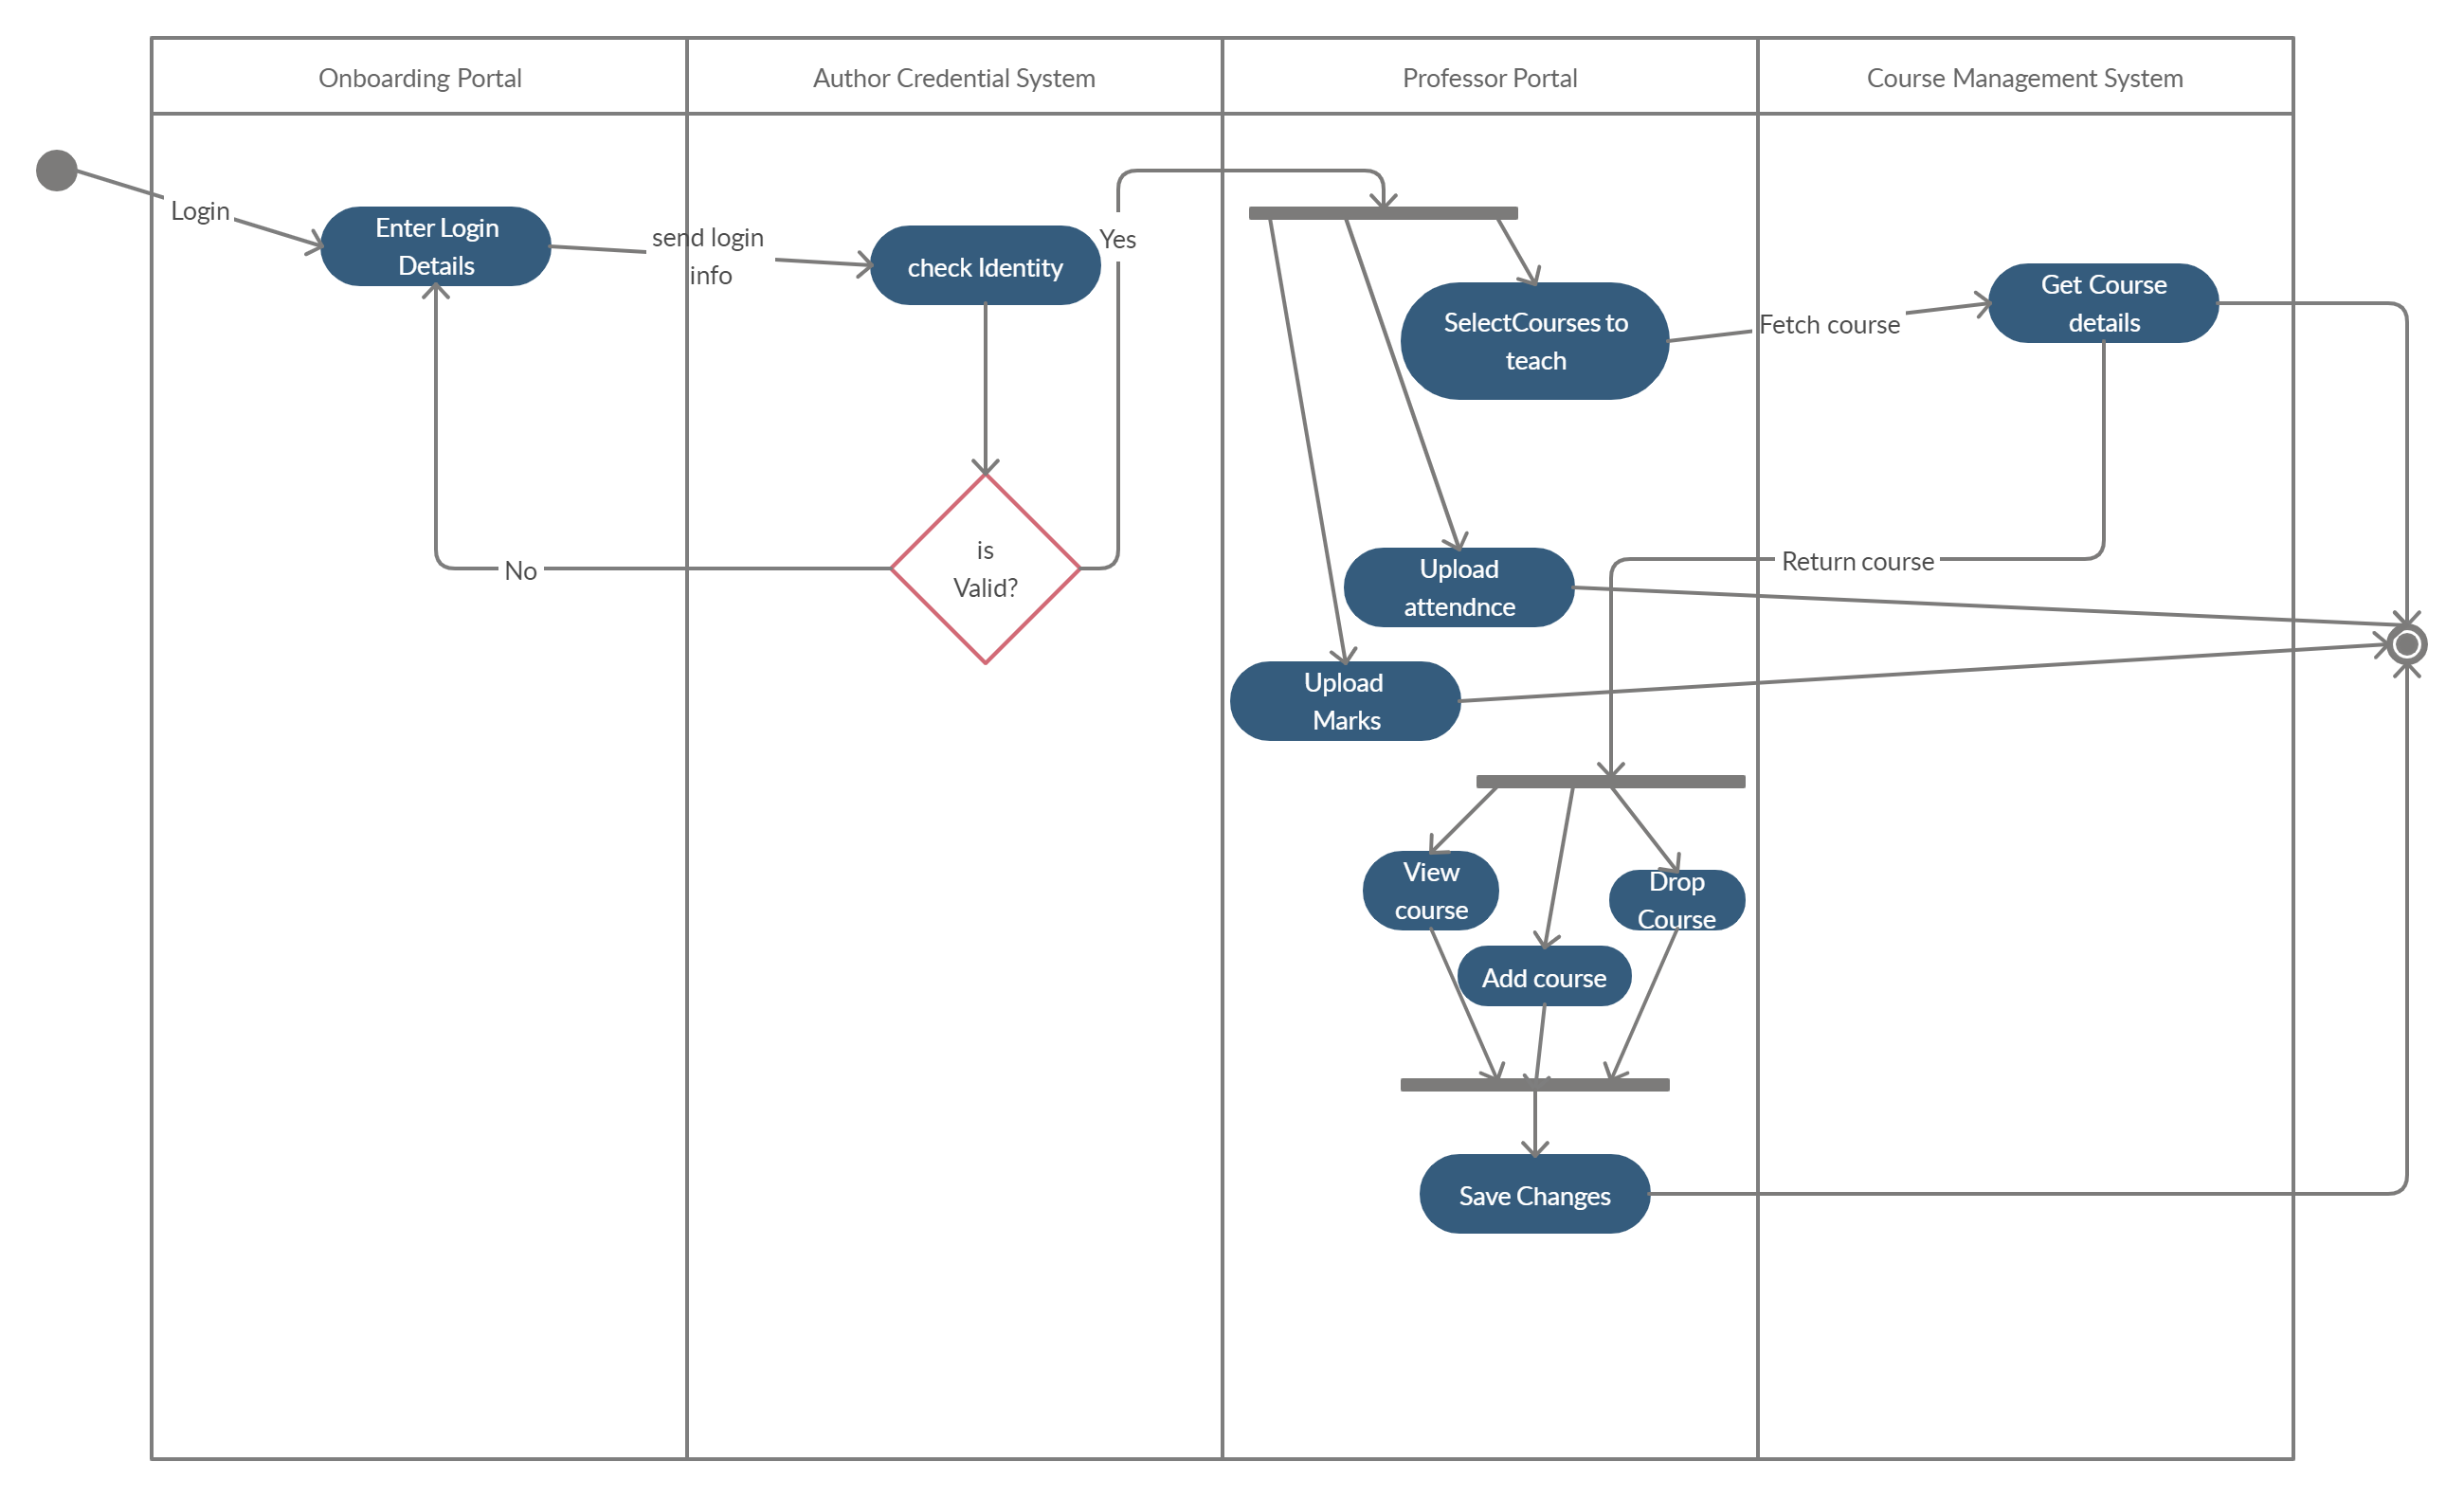 Onboarding Portal
Author Credential System
Professor Portal
Course Management System
Login
Enter Login
Details
send login
info
check Identity
Yes
SelectCourses to
teach
Fetch course
Get Course
details
is
Valid?
No
Upload
attendnce
Return course
Upload
Marks
View
course
Drop
Course
Add course
Save Changes